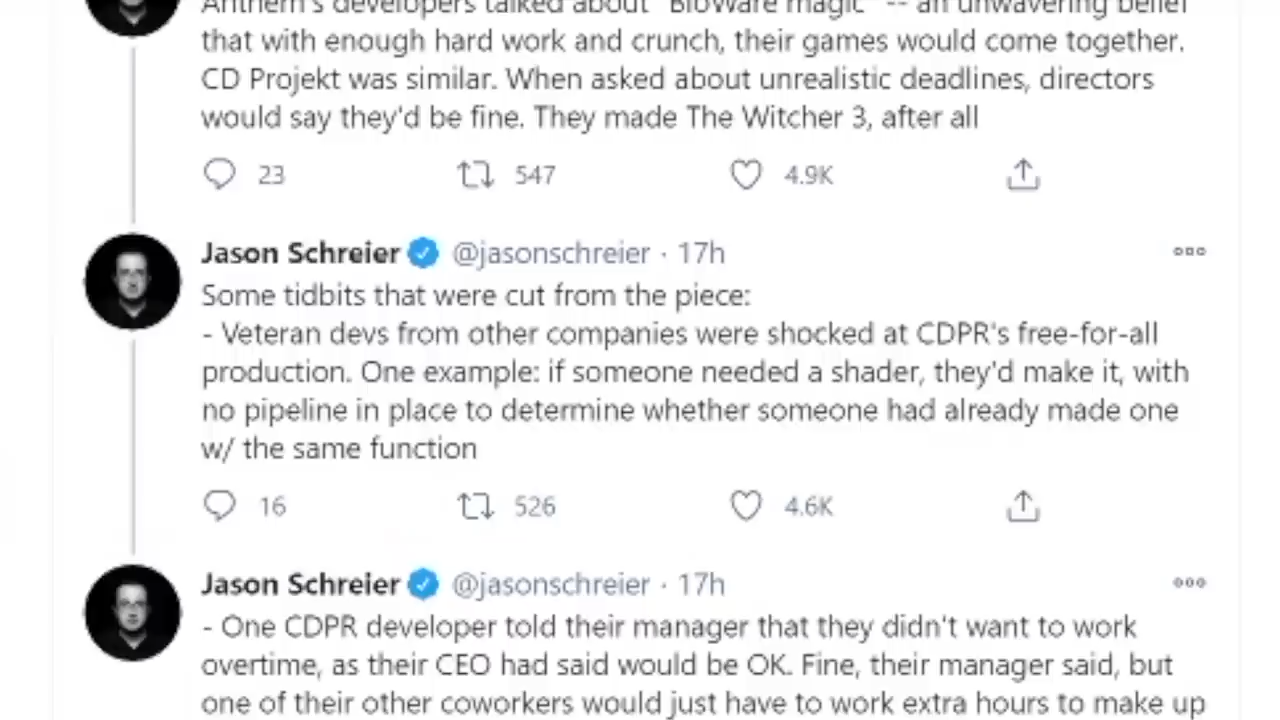 Anthem's developers talked about "BioWare magic" -- an unwavering belief
that with enough hard work and crunch, their games would come together.
CD Projekt was similar. When asked about unrealistic deadlines, directors
would say they'd be fine. They made The Witcher 3, after all
23 547 4.9K
Jason Schreier @jasonschreier · 17h
Some tidbits that were cut from the piece:
- Veteran devs from other companies were shocked at CDPR's free-for-all
production. One example: if someone needed a shader, they'd make it, with
no pipeline in place to determine whether someone had already made one
w/ the same function
16 526 4.6K
Jason Schreier @jasonschreier · 17h
- One CDPR developer told their manager that they didn't want to work
overtime, as their CEO had said would be OK. Fine, their manager said, but
one of their other coworkers would just have to work extra hours to make up